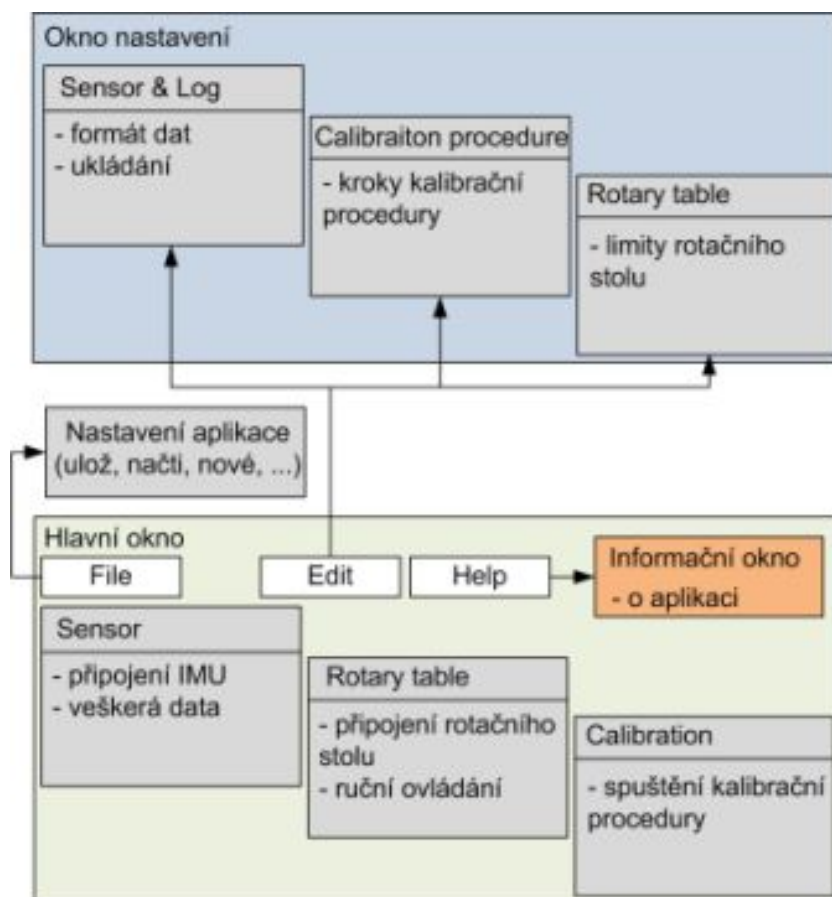 Okno nastavení
Sensor & Log
- formát dat
- ukládání
Calibraiton procedure
- kroky kalibrační
procedury
Rotary table
- limity rotačního
stolu
Nastavení aplikace
(ulož, načti, nové, ...)
Hlavní okno
File
Edit
Help
Informační okno
- o aplikaci
Sensor
- připojení IMU
- veškerá data
Rotary table
- připojení rotačního
stolu
- ruční ovládání
Calibration
- spuštění kalibrační
procedury